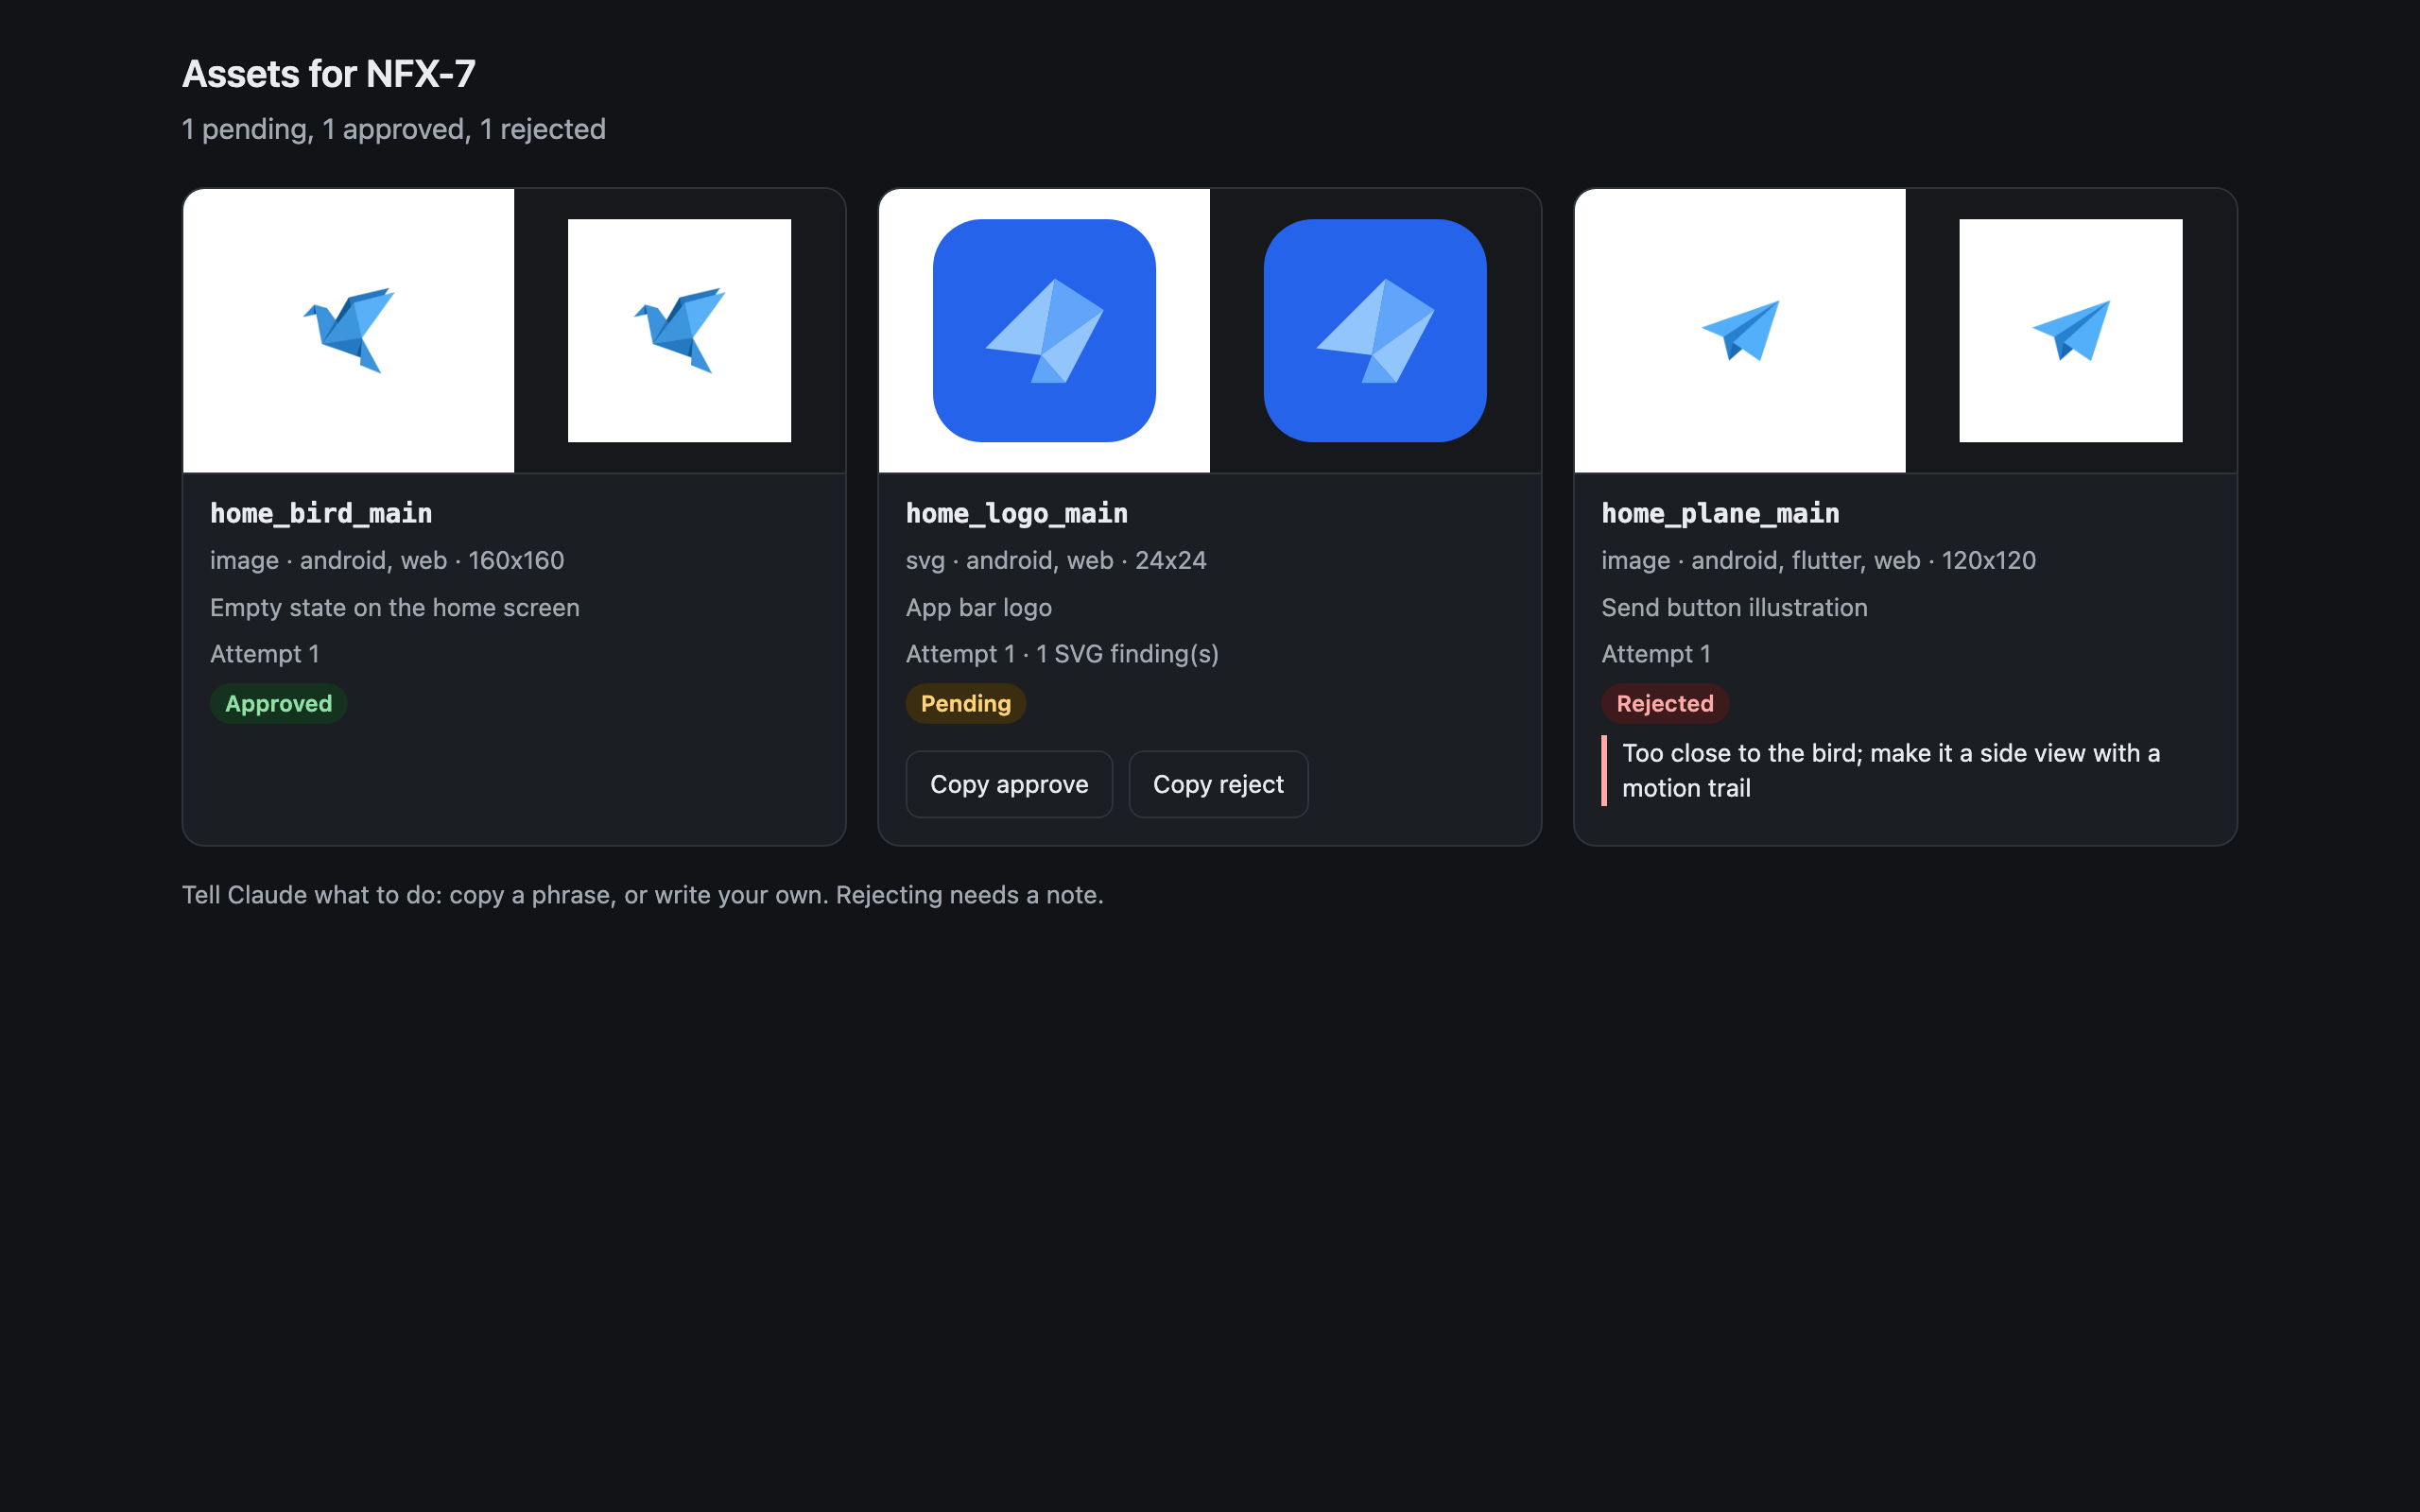 Assets for NFX-7
1 pending, 1 approved, 1 rejected
home_bird_main
image · android, web · 160x160
Empty state on the home screen
Attempt 1
Approved
home_logo_main
svg · android, web · 24x24
App bar logo
Attempt 1 · 1 SVG finding(s)
Pending
Copy approve
Copy reject
home_plane_main
image · android, flutter, web · 120x120
Send button illustration
Attempt 1
Rejected
Too close to the bird; make it a side view with a
motion trail
Tell Claude what to do: copy a phrase, or write your own. Rejecting needs a note.